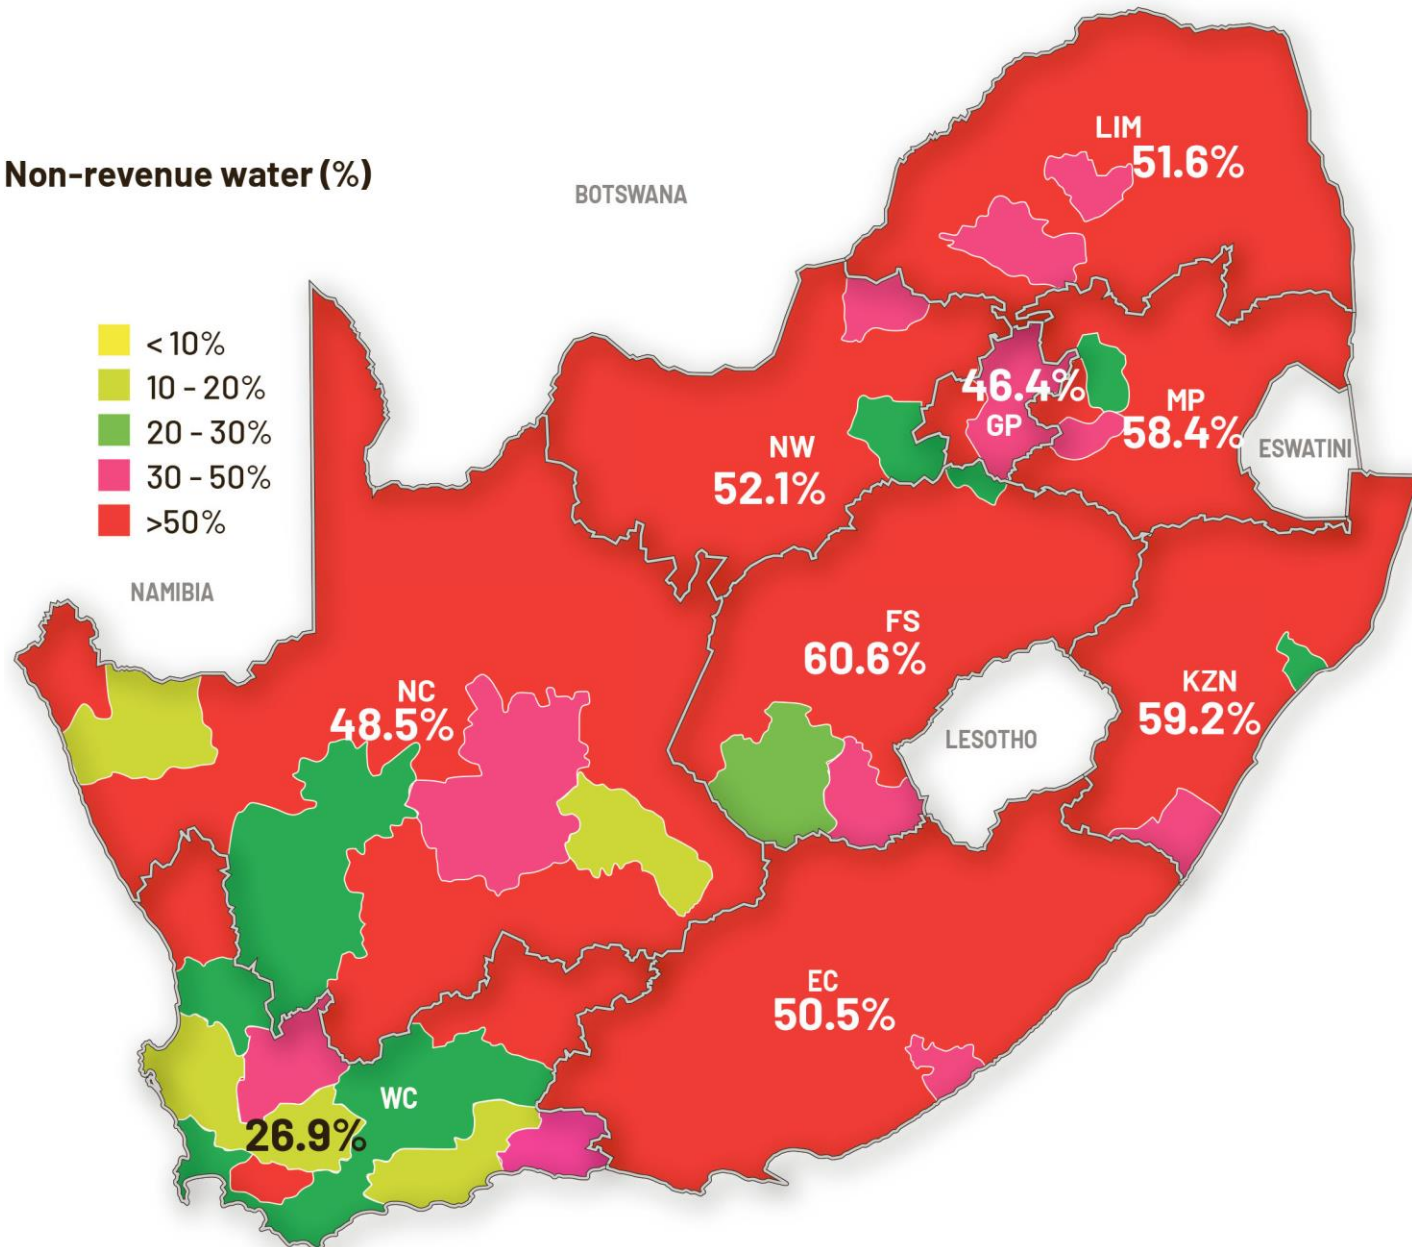 Non-revenue water (%)
<10%
10 - 20%
20 - 30%
30 - 50%
>50%
BOTSWANA
NAMIBIA
LIM
51.6%
46.4%
GP
MP
58.4%
ESWATINI
NW
52.1%
FS
60.6%
KZN
59.2%
LESOTHO
NC
48.5%
EC
50.5%
WC
26.9%